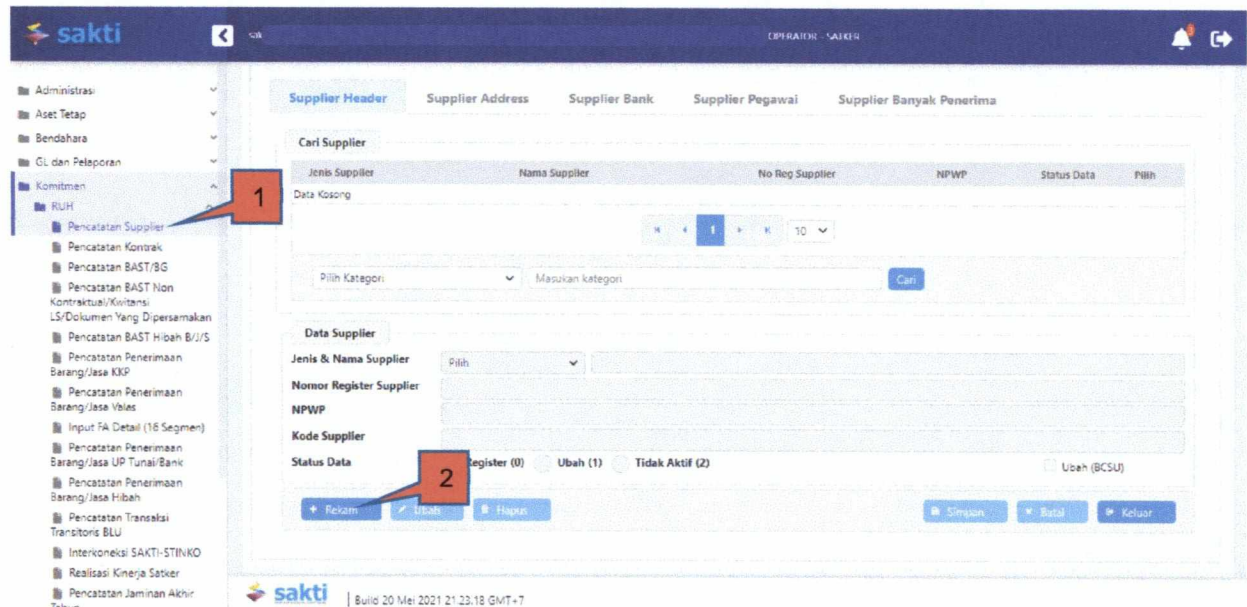 sakti
OPERATOR - SATKER
Administrasi
Aset Tetap
Bendahara
GL dan Pelaporan
Komitmen
RUH
Pencatatan Supplier
Pencatatan Kontrak
Pencatatan BAST/BG
Pencatatan BAST Non
Kontraktual/Kwitansi
LS/Dokumen Yang Dipersamakan
Pencatatan BAST Hibah B/J/S
Pencatatan Penerimaan
Barang/Jasa KKP
Pencatatan Penerimaan
Barang/Jasa Valas
Input FA Detail (16 Segmen)
Pencatatan Penerimaan
Barang/Jasa UP Tunai/Bank
Pencatatan Penerimaan
Barang/Jasa Hibah
Pencatatan Transaksi
Transitoris BLU
Interkoneksi SAKTI-STINKO
Realisasi Kinerja Satker
Pencatatan Jaminan Akhir
Tahun
1
Supplier Header Supplier Address Supplier Bank Supplier Pegawai Supplier Banyak Penerima
Cari Supplier
Jenis Supplier Nama Supplier No Reg Supplier NPWP Status Data Pilih
Data Kosong
1 10
Pilih Kategori Masukan kategori Cari
Data Supplier
Jenis & Nama Supplier Pilih
Nomor Register Supplier
NPWP
Kode Supplier
Status Data Register (0) Ubah (1) Tidak Aktif (2) Ubah (BCSU)
2
+ Rekam Ubah Hapus Simpan Batal Keluar
sakti | Build 20 Mei 2021 21.23.18 GMT+7